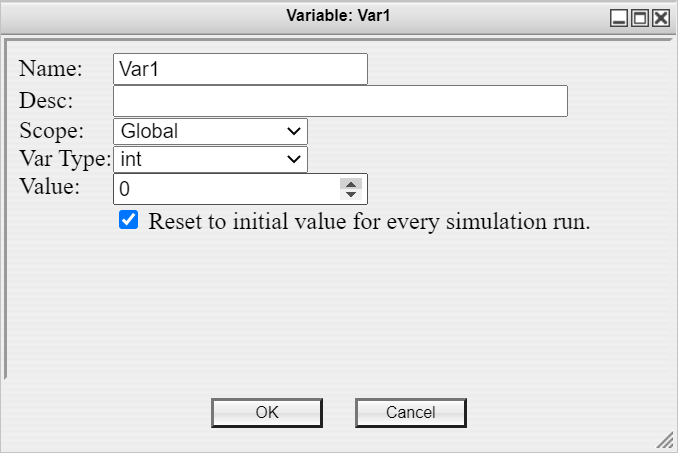 Variable: Var1
Name: Var1
Desc:
Scope: Global
Var Type: int
Value: 0
Reset to initial value for every simulation run.
OK Cancel